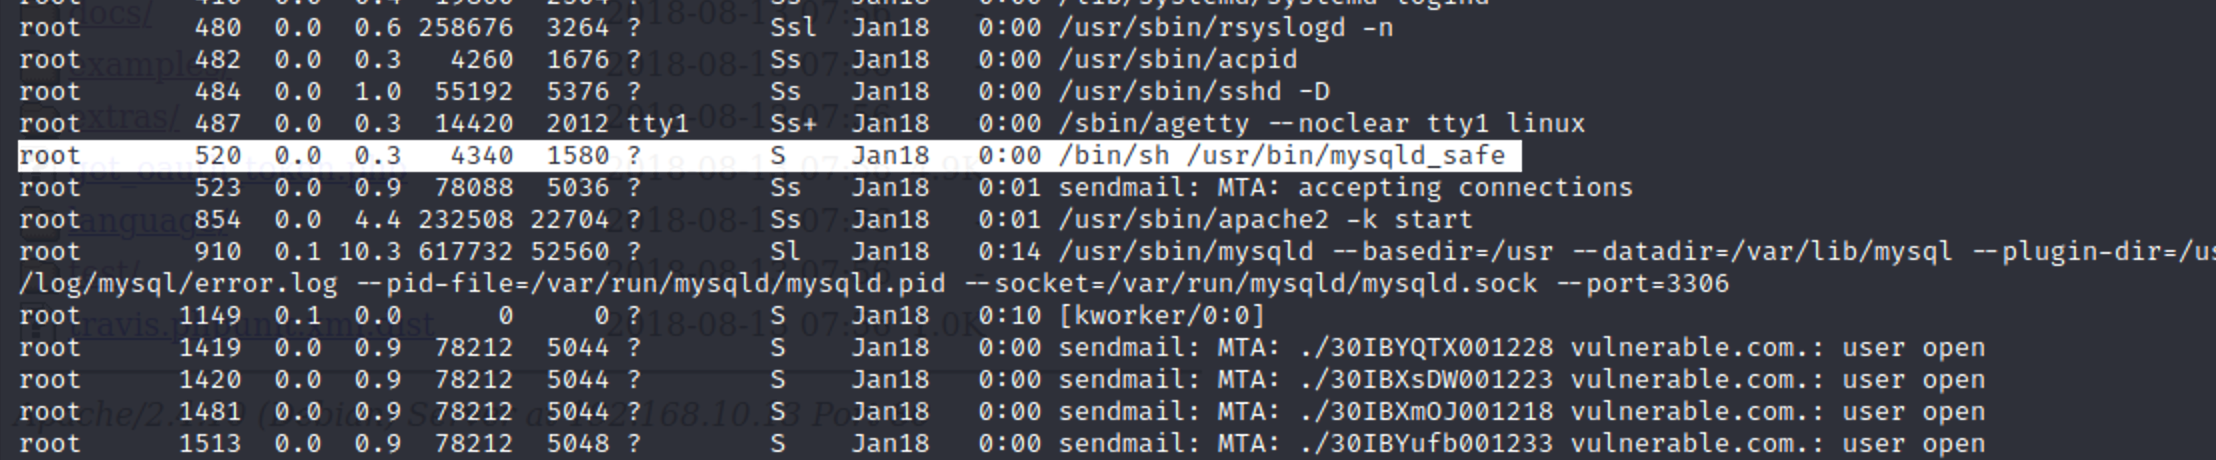 root 480 0.0 0.6 258676 3264 ? Ssl Jan18 0:00 /usr/sbin/rsyslogd -n
root 482 0.0 0.3 4260 1676 ? Ss Jan18 0:00 /usr/sbin/acpid
root 484 0.0 1.0 55192 5376 ? Ss Jan18 0:00 /usr/sbin/sshd -D
root 487 0.0 0.3 14420 2012 tty1 Ss+ Jan18 0:00 /sbin/agetty --noclear tty1 linux
root 520 0.0 0.3 4340 1580 ? S Jan18 0:00 /bin/sh /usr/bin/mysqld_safe
root 523 0.0 0.9 78088 5036 ? Ss Jan18 0:01 sendmail: MTA: accepting connections
root 854 0.0 4.4 232508 22704 ? Ss Jan18 0:01 /usr/sbin/apache2 -k start
root 910 0.1 10.3 617732 52560 ? Sl Jan18 0:14 /usr/sbin/mysqld --basedir=/usr --datadir=/var/lib/mysql --plugin-dir=/us
/log/mysql/error.log --pid-file=/var/run/mysqld/mysqld.pid --socket=/var/run/mysqld/mysqld.sock --port=3306
root 1149 0.1 0.0 0 0 ? S Jan18 0:10 [kworker/0:0]
root 1419 0.0 0.9 78212 5044 ? S Jan18 0:00 sendmail: MTA: ./30IBYQTX001228 vulnerable.com.: user open
root 1420 0.0 0.9 78212 5044 ? S Jan18 0:00 sendmail: MTA: ./30IBXsDW001223 vulnerable.com.: user open
root 1481 0.0 0.9 78212 5044 ? S Jan18 0:00 sendmail: MTA: ./30IBXmOJ001218 vulnerable.com.: user open
root 1513 0.0 0.9 78212 5048 ? S Jan18 0:00 sendmail: MTA: ./30IBYufb001233 vulnerable.com.: user open